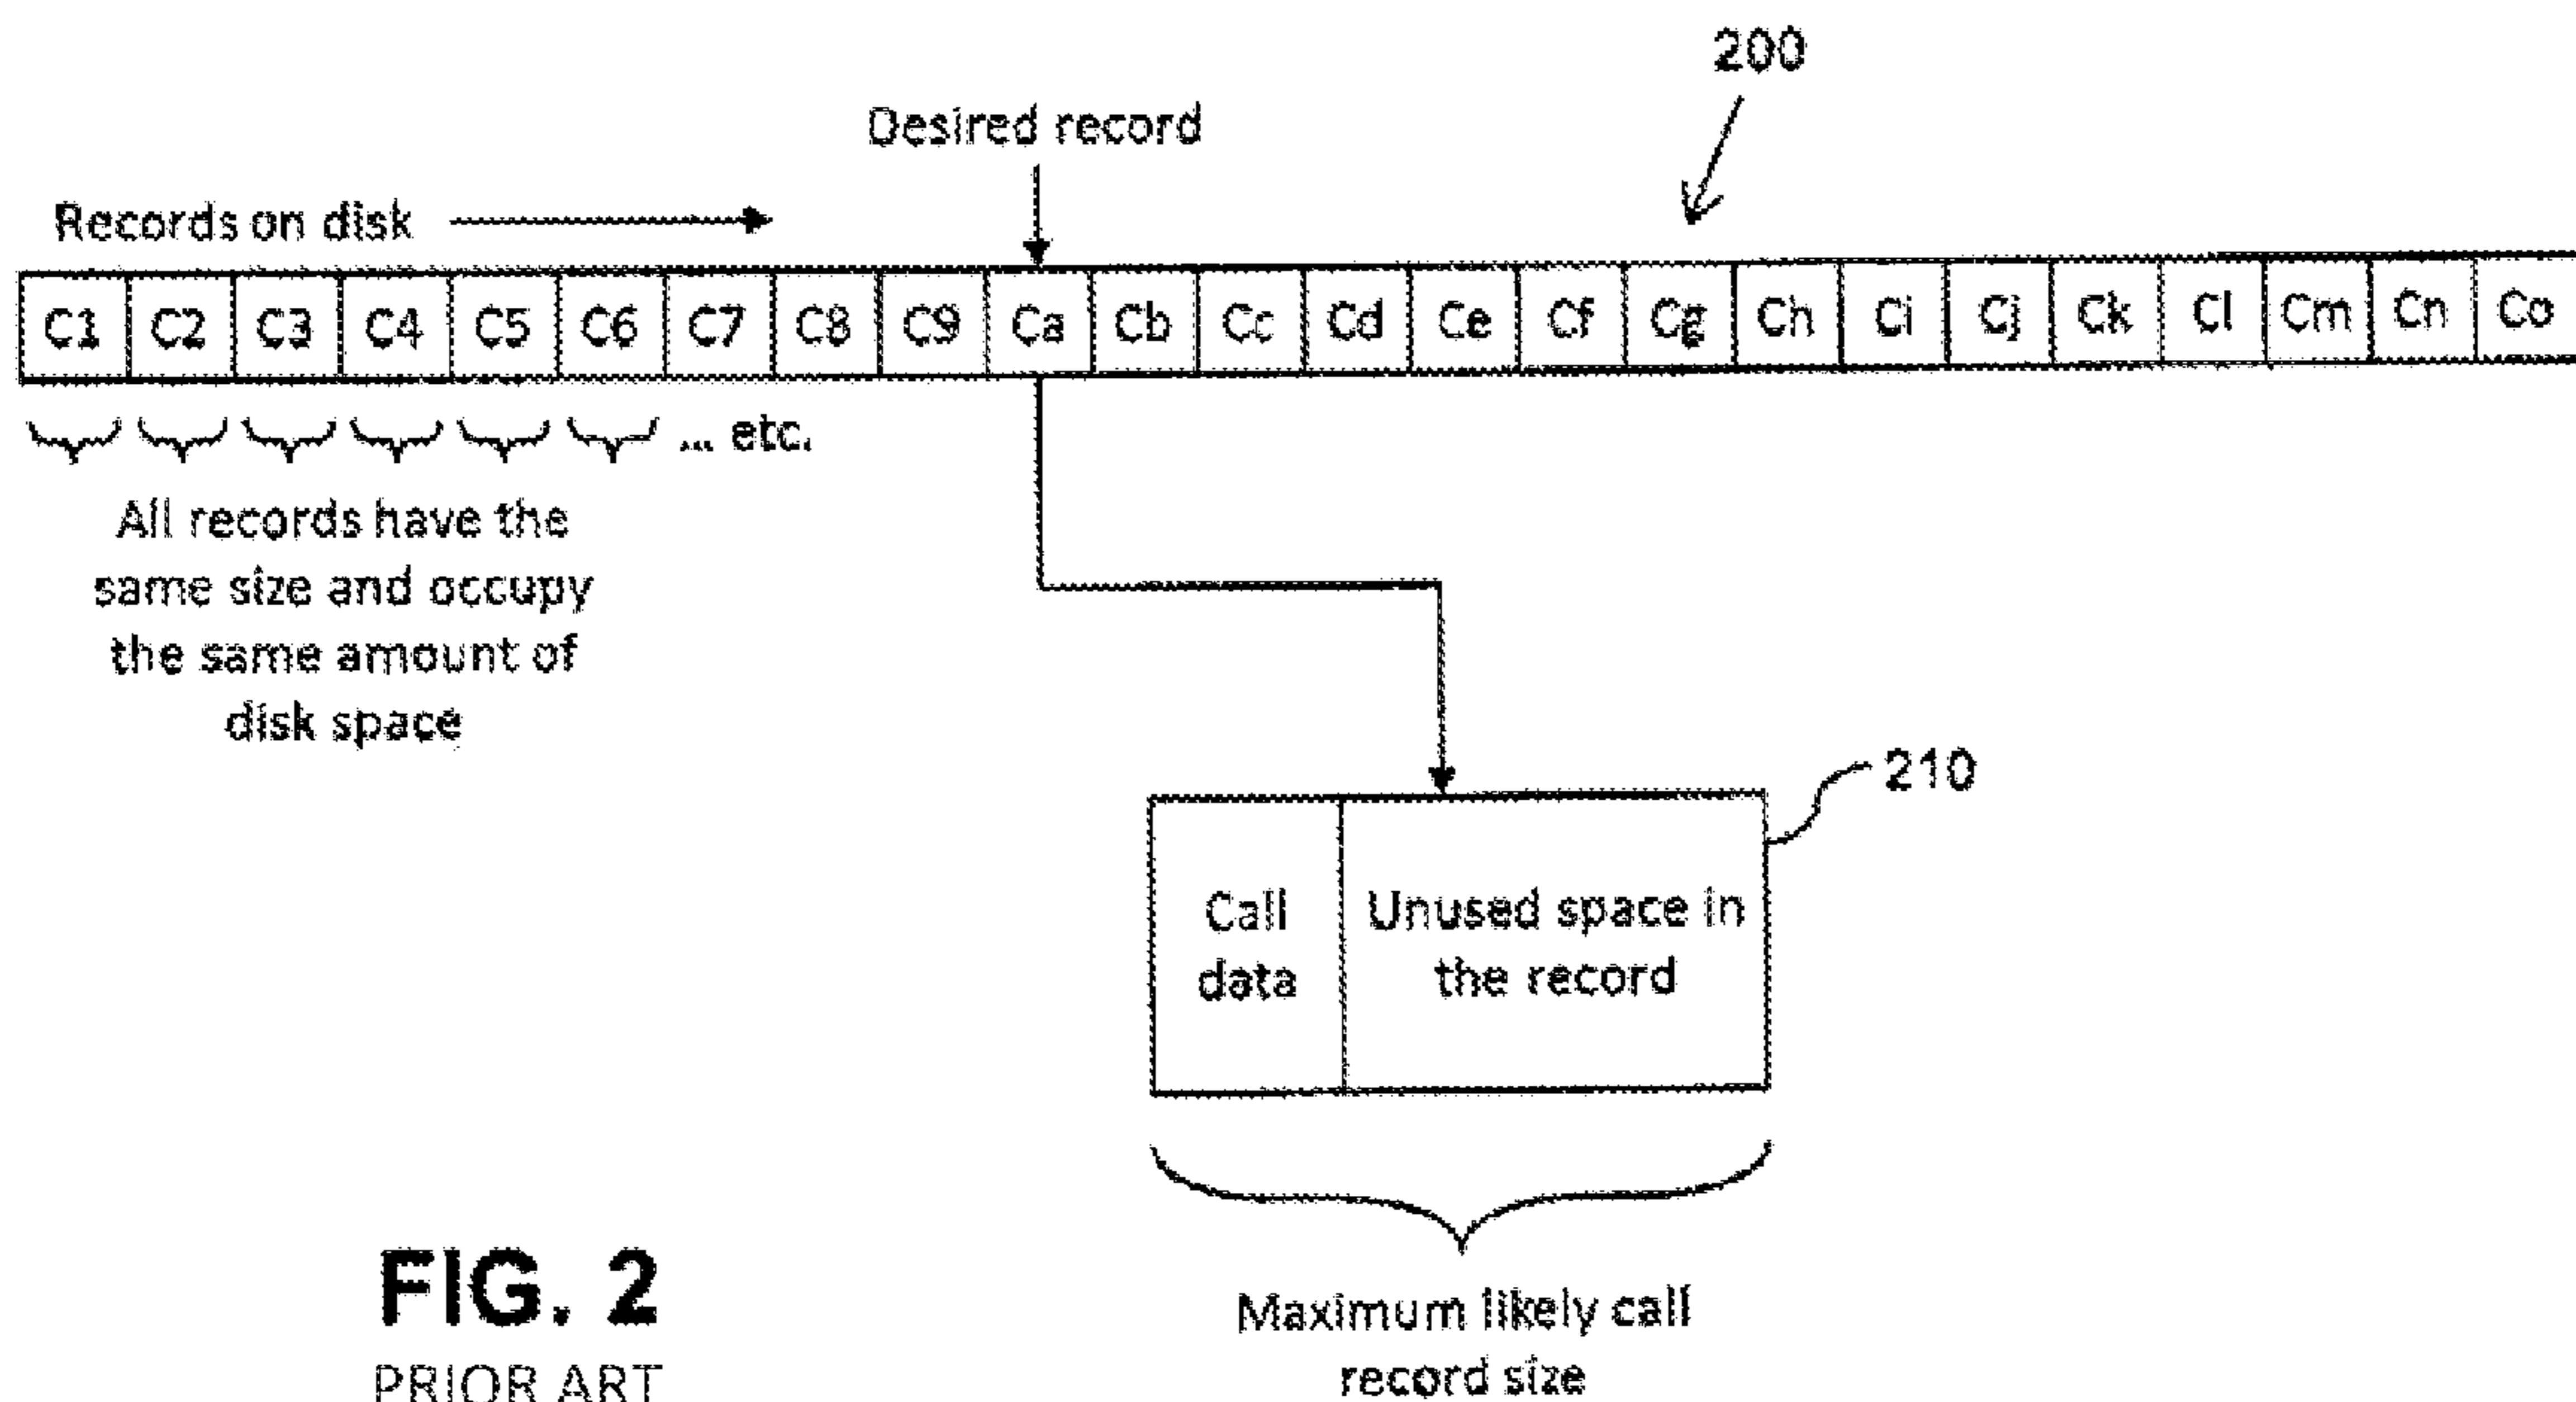 200
Desired record
Records on disk
C1 C2 C3 C4 C5 C6 C7 C8 C9 Ca Cb Cc Cd Ce Cf Cg Ch Ci Cj Ck Cl Cm Cn Co
... etc.
All records have the
same size and occupy
the same amount of
disk space
210
Call
data
Unused space in
the record
Maximum likely call
record size
FIG. 2
PRIOR ART